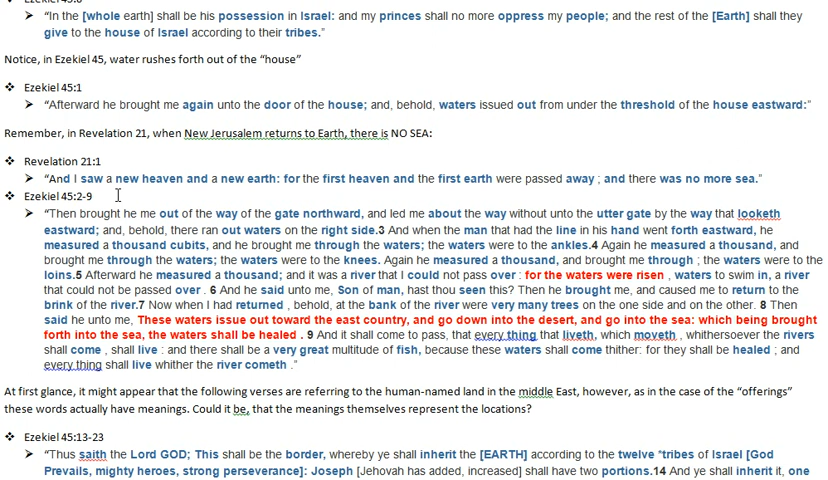 ❖ Ezekiel 45:8
➢ “In the [whole earth] shall be his possession in Israel: and my princes shall no more oppress my people; and the rest of the [Earth] shall they
give to the house of Israel according to their tribes.”
Notice, in Ezekiel 45, water rushes forth out of the “house”
❖ Ezekiel 45:1
➢ “Afterward he brought me again unto the door of the house; and, behold, waters issued out from under the threshold of the house eastward:”
Remember, in Revelation 21, when New Jerusalem returns to Earth, there is NO SEA:
❖ Revelation 21:1
➢ “And I saw a new heaven and a new earth: for the first heaven and the first earth were passed away ; and there was no more sea.”
❖ Ezekiel 45:2-9
➢ “Then brought he me out of the way of the gate northward, and led me about the way without unto the utter gate by the way that looketh
eastward; and, behold, there ran out waters on the right side.3 And when the man that had the line in his hand went forth eastward, he
measured a thousand cubits, and he brought me through the waters; the waters were to the ankles.4 Again he measured a thousand, and
brought me through the waters; the waters were to the knees. Again he measured a thousand, and brought me through ; the waters were to the
loins.5 Afterward he measured a thousand; and it was a river that I could not pass over : for the waters were risen , waters to swim in, a river
that could not be passed over . 6 And he said unto me, Son of man, hast thou seen this? Then he brought me, and caused me to return to the
brink of the river.7 Now when I had returned , behold, at the bank of the river were very many trees on the one side and on the other. 8 Then
said he unto me, These waters issue out toward the east country, and go down into the desert, and go into the sea: which being brought
forth into the sea, the waters shall be healed . 9 And it shall come to pass, that every thing that liveth, which moveth , whithersoever the rivers
shall come , shall live : and there shall be a very great multitude of fish, because these waters shall come thither: for they shall be healed ; and
every thing shall live whither the river cometh .”
At first glance, it might appear that the following verses are referring to the human-named land in the middle East, however, as in the case of the “offerings”
these words actually have meanings. Could it be, that the meanings themselves represent the locations?
❖ Ezekiel 45:13-23
➢ “Thus saith the Lord GOD; This shall be the border, whereby ye shall inherit the [EARTH] according to the twelve *tribes of Israel [God
Prevails, mighty heroes, strong perseverance]: Joseph [Jehovah has added, increased] shall have two portions.14 And ye shall inherit it, one